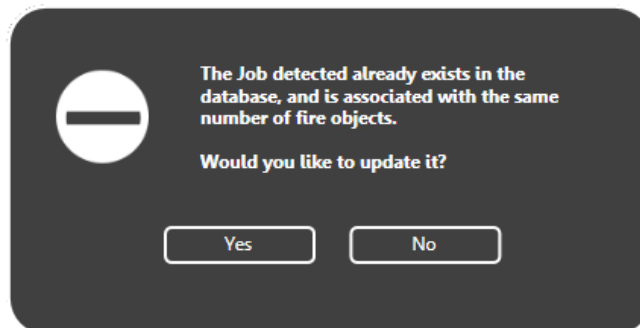 The Job detected already exists in the
database, and is associated with the same
number of fire objects.
Would you like to update it?
Yes
No